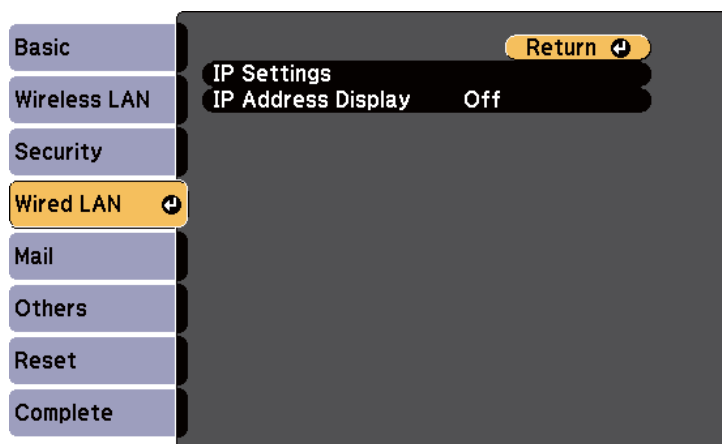 Basic
Wireless LAN
Security
Wired LAN
Mail
Others
Reset
Complete
Return
IP Settings
IP Address Display Off